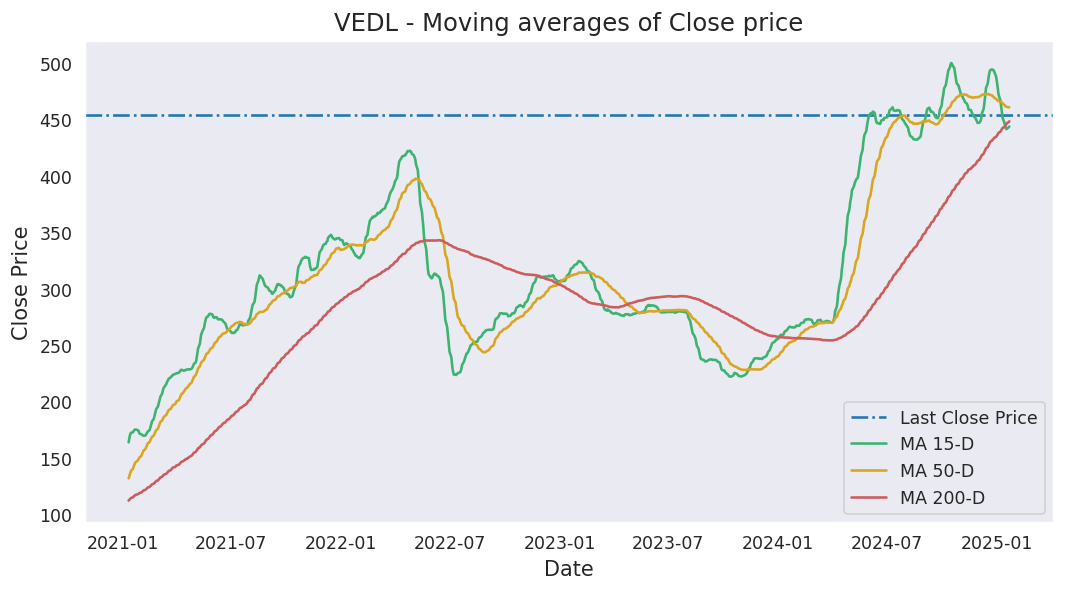 VEDL - Moving averages of Close price
Close Price
500
450
400
350
300
250
200
150
100
Last Close Price
MA 15-D
MA 50-D
MA 200-D
2021-01 2021-07 2022-01 2022-07 2023-01 2023-07 2024-01 2024-07 2025-01
Date